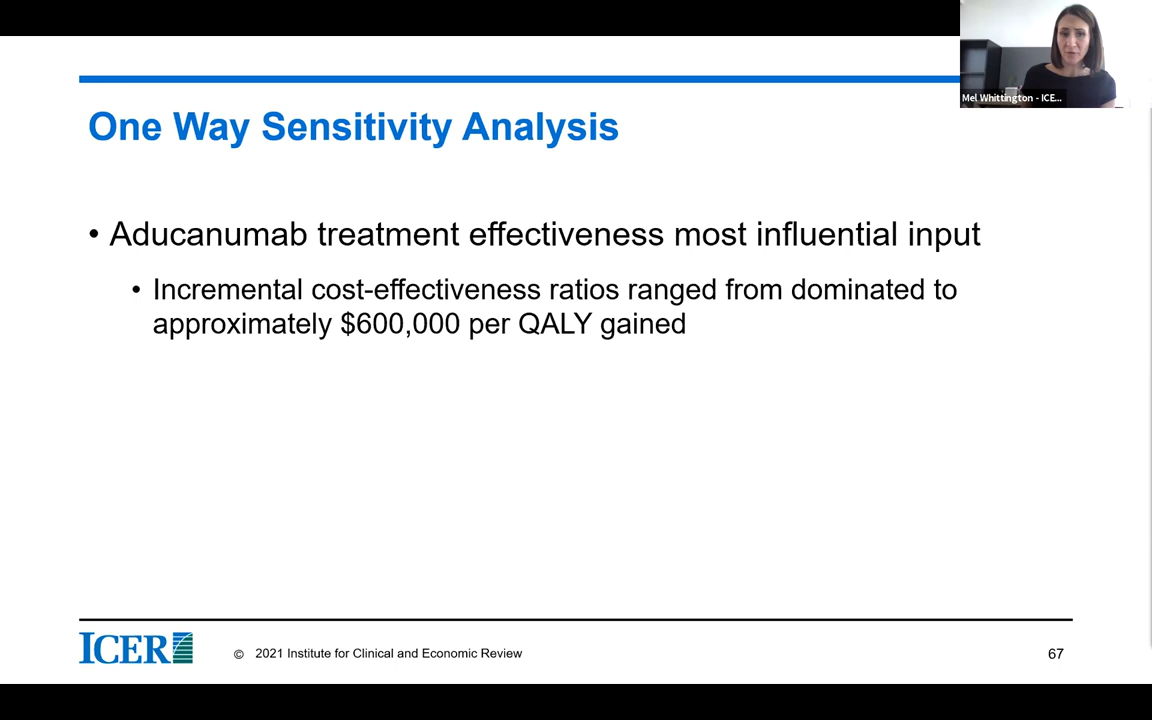 Mel Whittington - ICE...
One Way Sensitivity Analysis
• Aducanumab treatment effectiveness most influential input
• Incremental cost-effectiveness ratios ranged from dominated to
approximately $600,000 per QALY gained
ICER
© 2021 Institute for Clinical and Economic Review
67